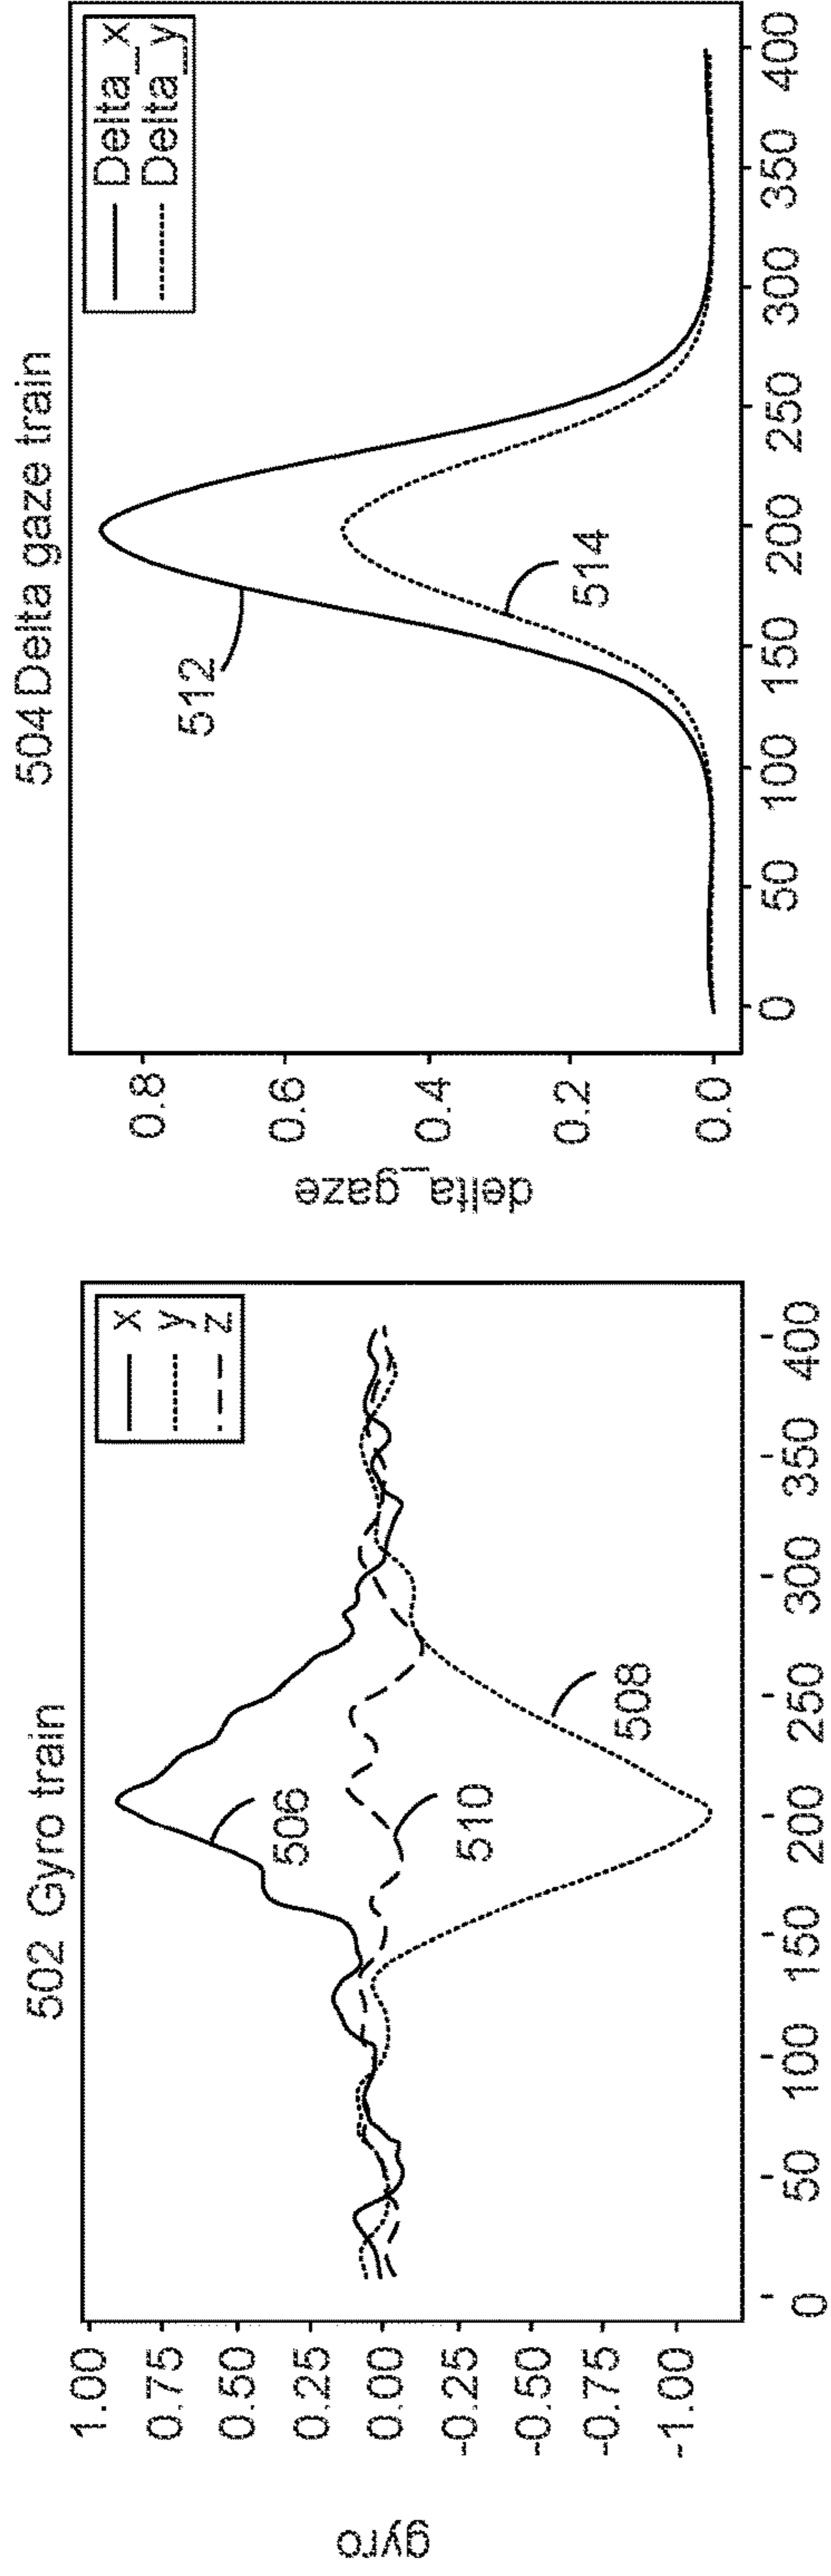 502 Gyro train
gyro
1.00
0.75
0.50
0.25
0.00
-0.25
-0.50
-0.75
-1.00
0 50 100 150 200 250 300 350 400
x
y
z
506
508
510
504 Delta gaze train
delta_gaze
0.8
0.6
0.4
0.2
0.0
0 50 100 150 200 250 300 350 400
Delta_x
Delta_y
512
514